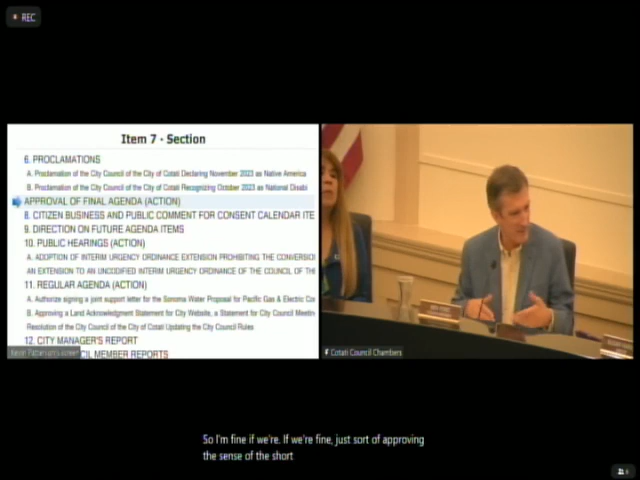 REC
Item 7 - Section
6. PROCLAMATIONS
A. Proclamation of the City Council of the City of Cotati Declaring November 2023 as Native America
B. Proclamation of the City Council of the City of Cotati Recognizing October 2023 as National Disabi
APPROVAL OF FINAL AGENDA (ACTION)
8. CITIZEN BUSINESS AND PUBLIC COMMENT FOR CONSENT CALENDAR ITE
9. DIRECTION ON FUTURE AGENDA ITEMS
10. PUBLIC HEARINGS (ACTION)
A. ADOPTION OF INTERIM URGENCY ORDINANCE EXTENSION PROHIBITING THE CONVERSIO
AN EXTENSION TO AN UNCODIFIED INTERIM URGENCY ORDINANCE OF THE COUNCIL OF TH
11. REGULAR AGENDA (ACTION)
A. Authorize signing a joint support letter for the Sonoma Water Proposal for Pacific Gas & Electric Co
B. Approving a Land Acknowledgment Statement for City Website, a Statement for City Council Meetin
Resolution of the City Council of the City of Cotati Updating the City Council Rules
12. CITY MANAGER'S REPORT
CIL MEMBER REPORTS
Cotati Council Chambers
So I'm fine if we're. If we're fine, just sort of approving
the sense of the short